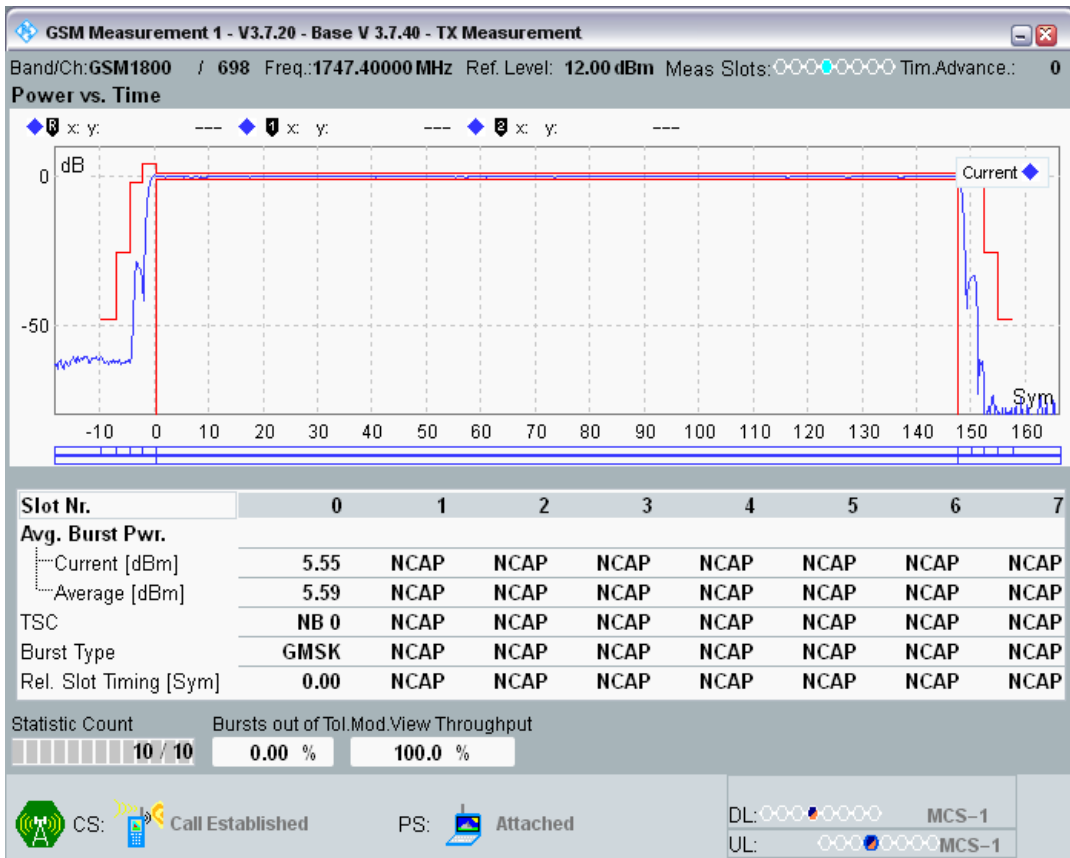 GSM Measurement 1 - V3.7.20 - Base V 3.7.40 - TX Measurement
Band/Ch:GSM1800 / 698 Freq.:1747.40000 MHz Ref. Level: 12.00 dBm Meas Slots: Tim.Advance.: 0
Power vs. Time
R x: y: --- 1 x: y: --- 2 x: y: ---
dB
Current
0
-50
Sym
-10 0 10 20 30 40 50 60 70 80 90 100 110 120 130 140 150 160
Slot Nr. 0 1 2 3 4 5 6 7
Avg. Burst Pwr.
Current [dBm] 5.55 NCAP NCAP NCAP NCAP NCAP NCAP NCAP
Average [dBm] 5.59 NCAP NCAP NCAP NCAP NCAP NCAP NCAP
TSC NB 0 NCAP NCAP NCAP NCAP NCAP NCAP NCAP
Burst Type GMSK NCAP NCAP NCAP NCAP NCAP NCAP NCAP
Rel. Slot Timing [Sym] 0.00 NCAP NCAP NCAP NCAP NCAP NCAP NCAP
Statistic Count Bursts out of Tol.Mod.View Throughput
10 / 10 0.00 % 100.0 %
CS: Call Established PS: Attached
DL: MCS-1
UL: MCS-1